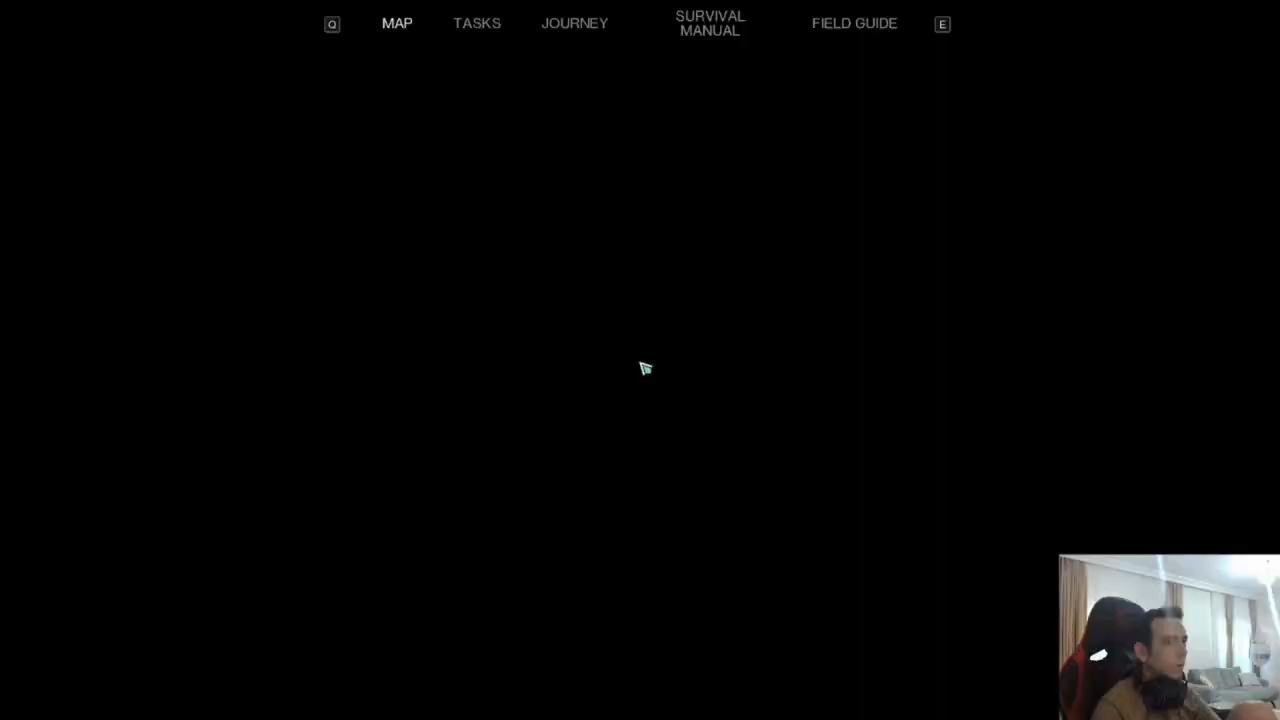 Q
MAP
TASKS
JOURNEY
SURVIVAL
MANUAL
FIELD GUIDE
E